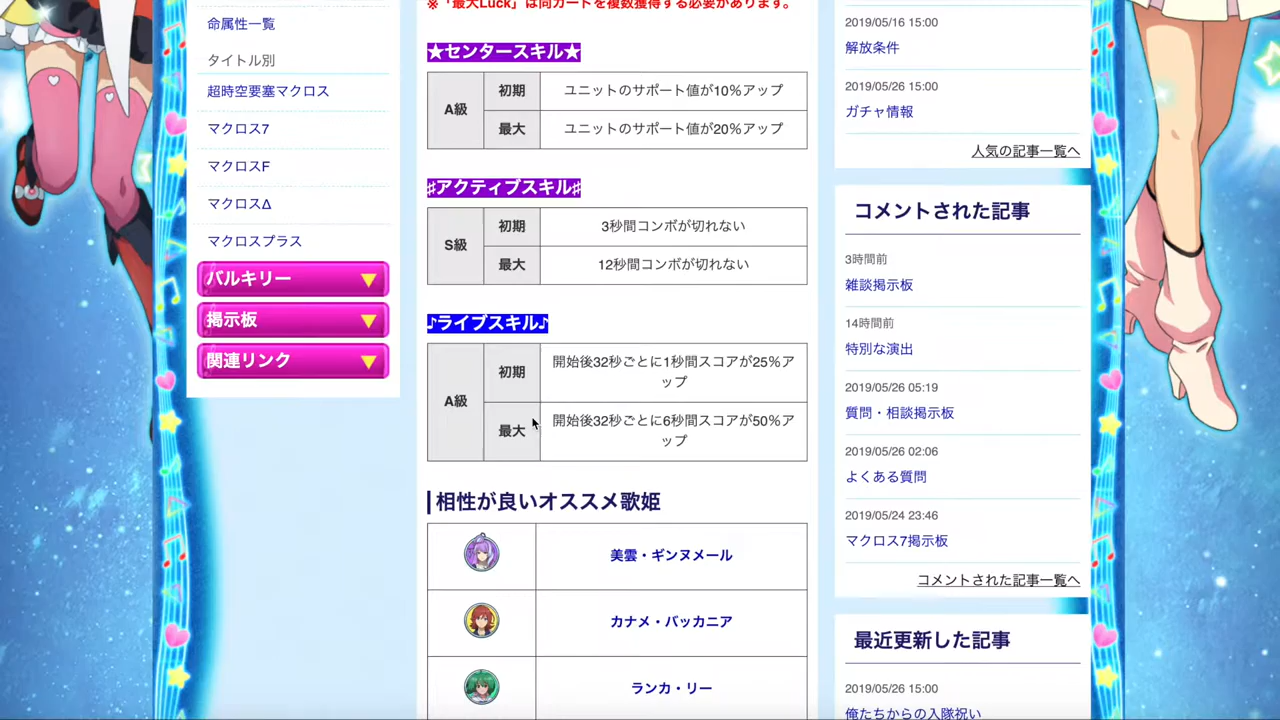 命属性一覧
タイトル別
超時空要塞マクロス
マクロス7
マクロスF
マクロスΔ
マクロスプラス
バルキリー
掲示板
関連リンク
※「最大Luck」は同カードを複数獲得する必要があります。
★センタースキル★
A級
初期
ユニットのサポート値が10%アップ
最大
ユニットのサポート値が20%アップ
♯アクティブスキル♯
S級
初期
3秒間コンボが切れない
最大
12秒間コンボが切れない
♪ライブスキル♪
A級
初期
開始後32秒ごとに1秒間スコアが25%ア
ップ
最大
開始後32秒ごとに6秒間スコアが50%ア
ップ
相性が良いオススメ歌姫
美雲・ギンヌメール
カナメ・バッカニア
ランカ・リー
2019/05/16 15:00
解放条件
2019/05/26 15:00
ガチャ情報
人気の記事一覧へ
コメントされた記事
3時間前
雑談掲示板
14時間前
特別な演出
2019/05/26 05:19
質問・相談掲示板
2019/05/26 02:06
よくある質問
2019/05/24 23:46
マクロス7掲示板
コメントされた記事一覧へ
最近更新した記事
2019/05/26 15:00
俺たちからの入隊祝い